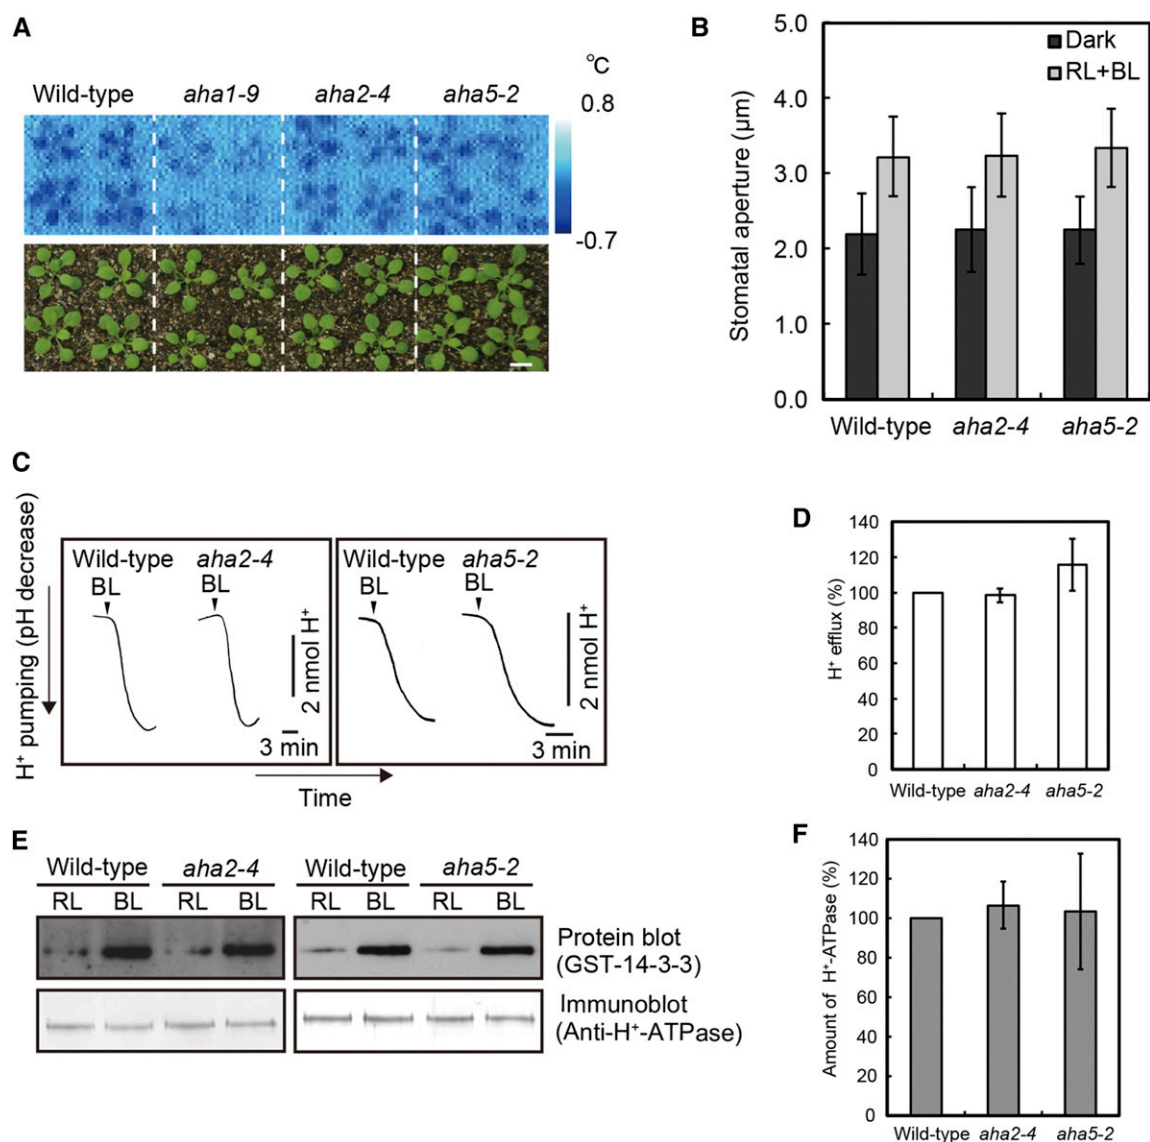 A
°C
Wild-type aha1-9 aha2-4 aha5-2
0.8
-0.7
B
Stomatal aperture (µm)
5.0
4.0
3.0
2.0
1.0
0.0
Dark
RL+BL
Wild-type aha2-4 aha5-2
C
H⁺ pumping (pH decrease)
Wild-type aha2-4
BL BL
2 nmol H⁺
3 min
Wild-type aha5-2
BL BL
2 nmol H⁺
3 min
Time
D
H⁺ efflux (%)
140
120
100
80
60
40
20
0
Wild-type aha2-4 aha5-2
E
Wild-type aha2-4 Wild-type aha5-2
RL BL RL BL RL BL RL BL
Protein blot
(GST-14-3-3)
Immunoblot
(Anti-H⁺-ATPase)
F
Amount of H⁺-ATPase (%)
140
120
100
80
60
40
20
0
Wild-type aha2-4 aha5-2